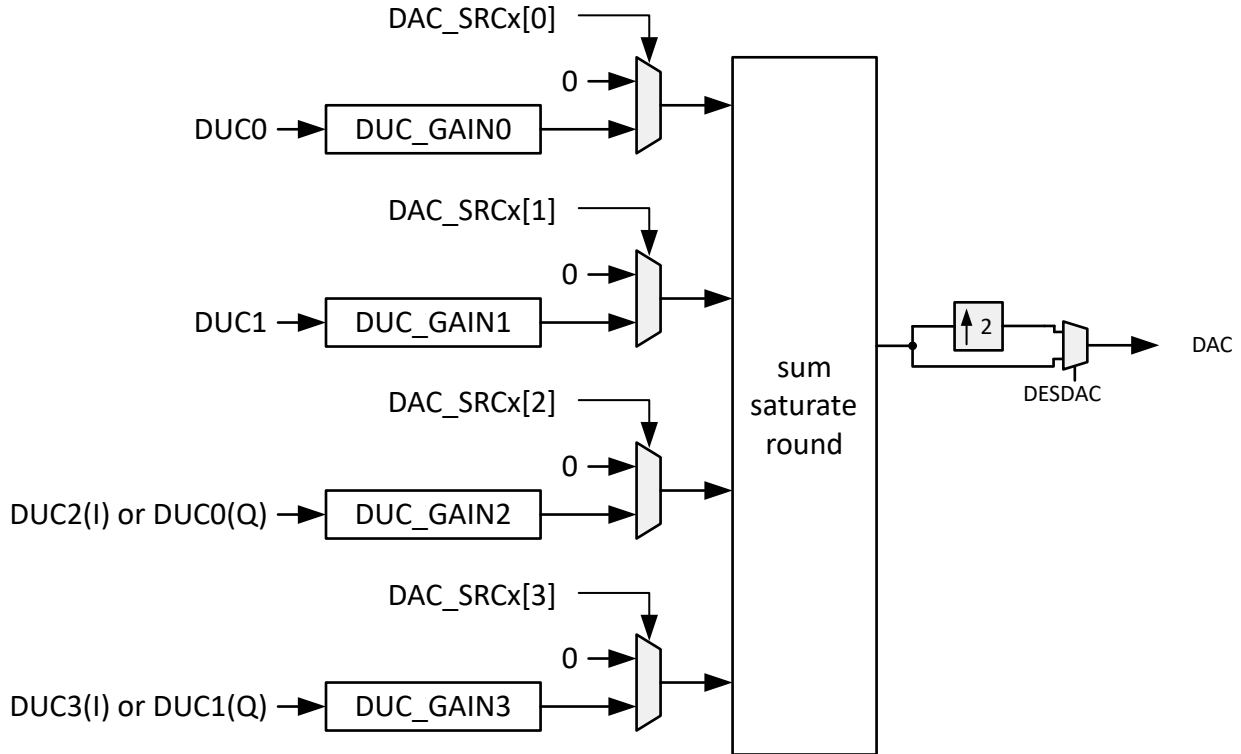 DAC_SRCx[0]
0
DUC0
DUC_GAIN0
DAC_SRCx[1]
0
DUC1
DUC_GAIN1
DAC_SRCx[2]
0
DUC2(I) or DUC0(Q)
DUC_GAIN2
DAC_SRCx[3]
0
DUC3(I) or DUC1(Q)
DUC_GAIN3
sum
saturate
round
2
DESDAC
DAC